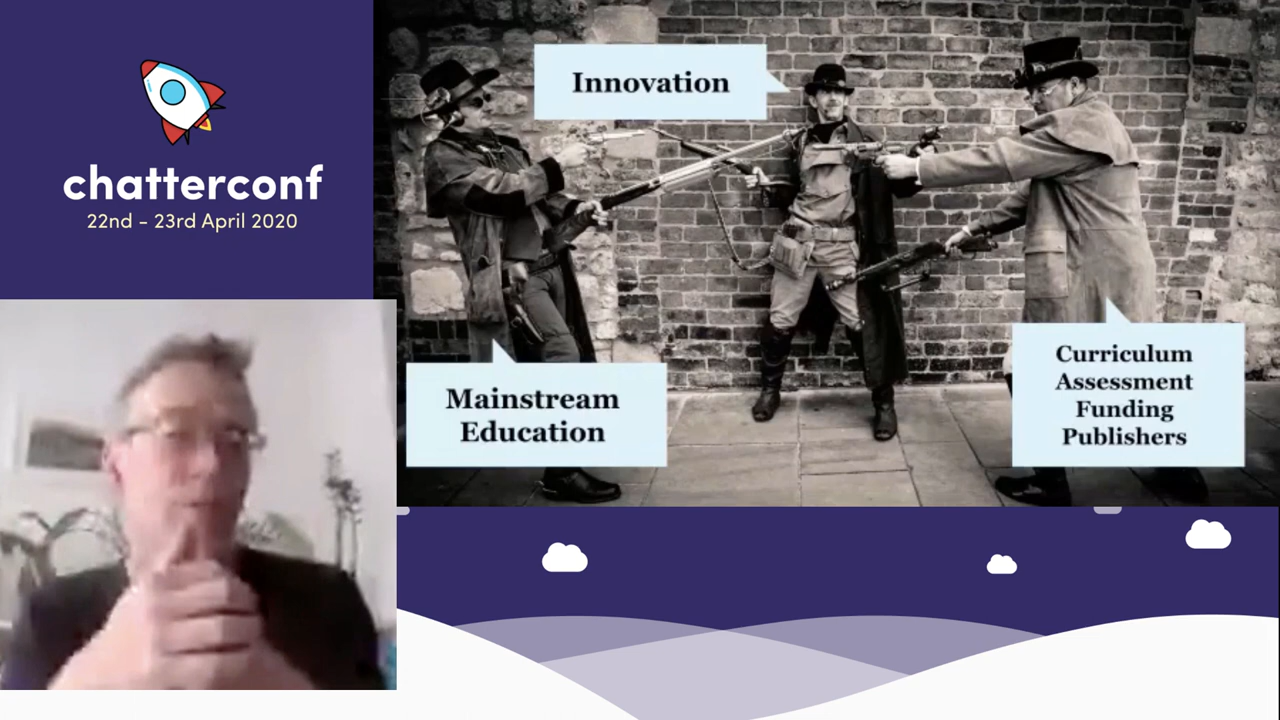 chatterconf
22nd - 23rd April 2020
Innovation
Mainstream
Education
Curriculum
Assessment
Funding
Publishers